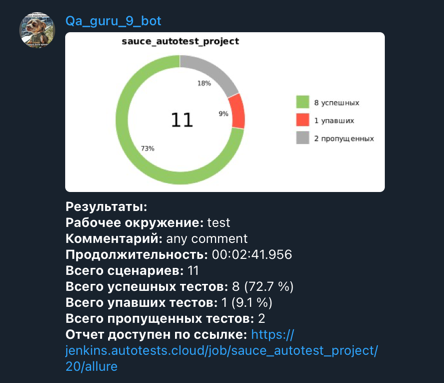 Qa_guru_9_bot
sauce_autotest_project
18%
9%
73%
11
8 успешных
1 упавших
2 пропущенных
Результаты:
Рабочее окружение: test
Комментарий: any comment
Продолжительность: 00:02:41.956
Всего сценариев: 11
Всего успешных тестов: 8 (72.7 %)
Всего упавших тестов: 1 (9.1 %)
Всего пропущенных тестов: 2
Отчет доступен по ссылке: https://
jenkins.autotests.cloud/job/sauce_autotest_project/
20/allure